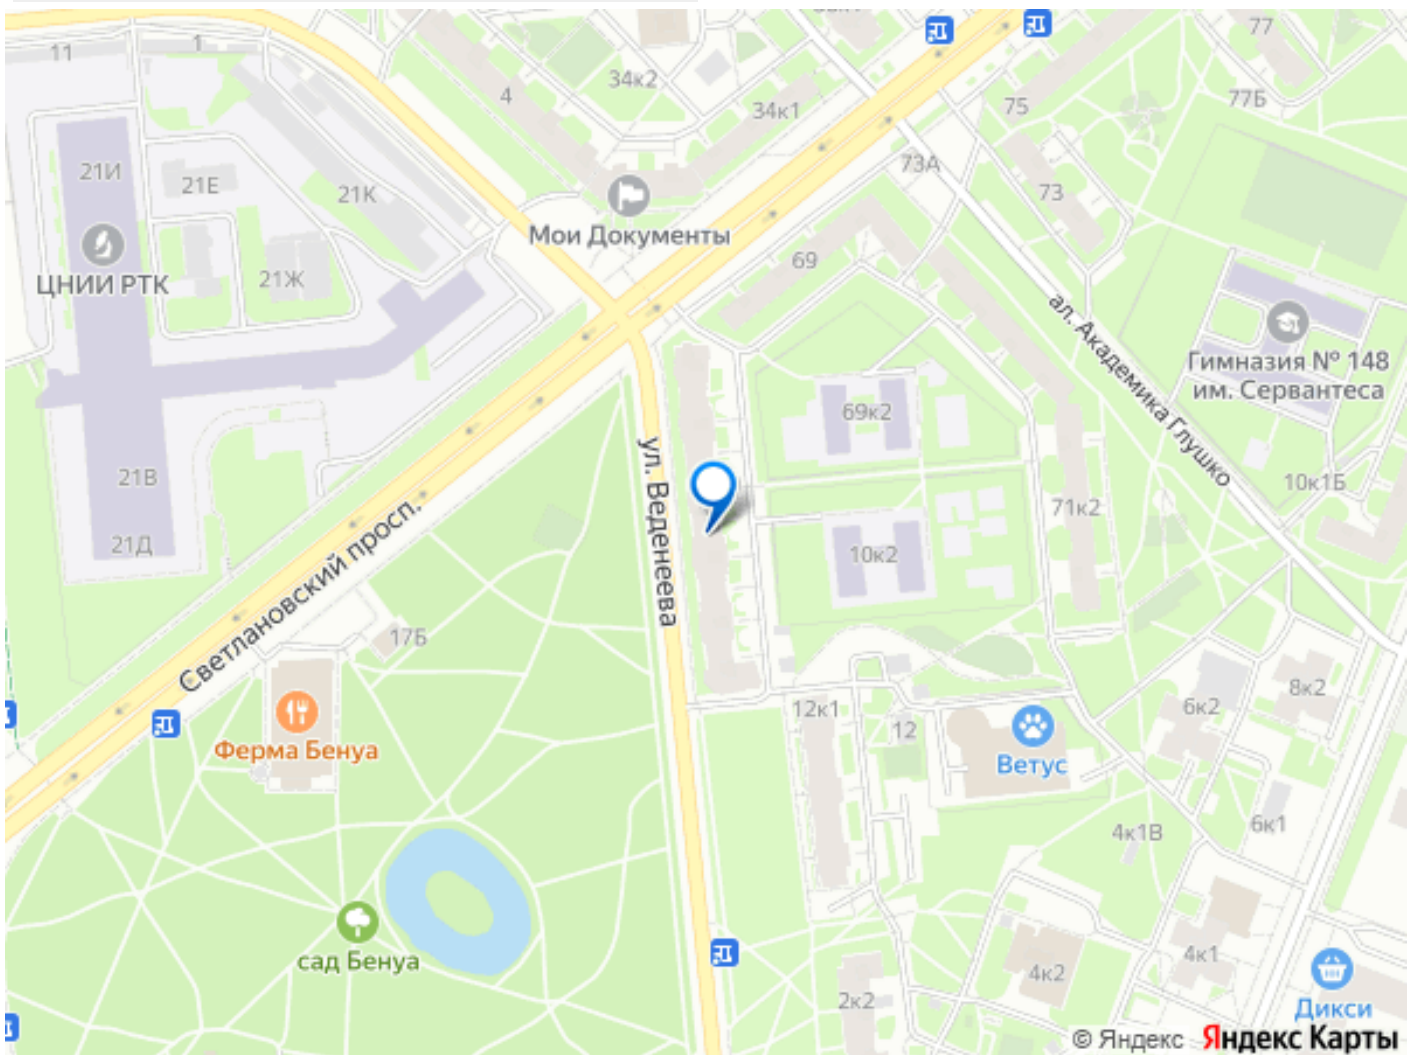 11
1
4
34к2
34к1
77
77Б
75
73А
73
21И
21Е
21К
Мои Документы
ЦНИИ РТК
21Ж
69
ал. Академика Глушко
Гимназия № 148
им. Сервантеса
69к2
21В
21Д
ул. Веденеева
Светлановский просп.
10к2
71к2
10к1Б
17Б
Ферма Бенуа
12к1
12
Ветус
6к2
8к2
4к1В
6к1
сад Бенуа
2к2
4к2
4к1
Дикси
© Яндекс Яндекс Карты